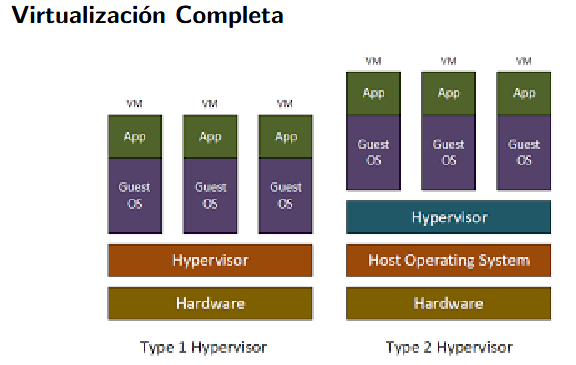 Virtualización Completa
VM VM VM
App App App
Guest OS Guest OS Guest OS
Hypervisor
Hardware
Type 1 Hypervisor
VM VM VM
App App App
Guest OS Guest OS Guest OS
Hypervisor
Host Operating System
Hardware
Type 2 Hypervisor